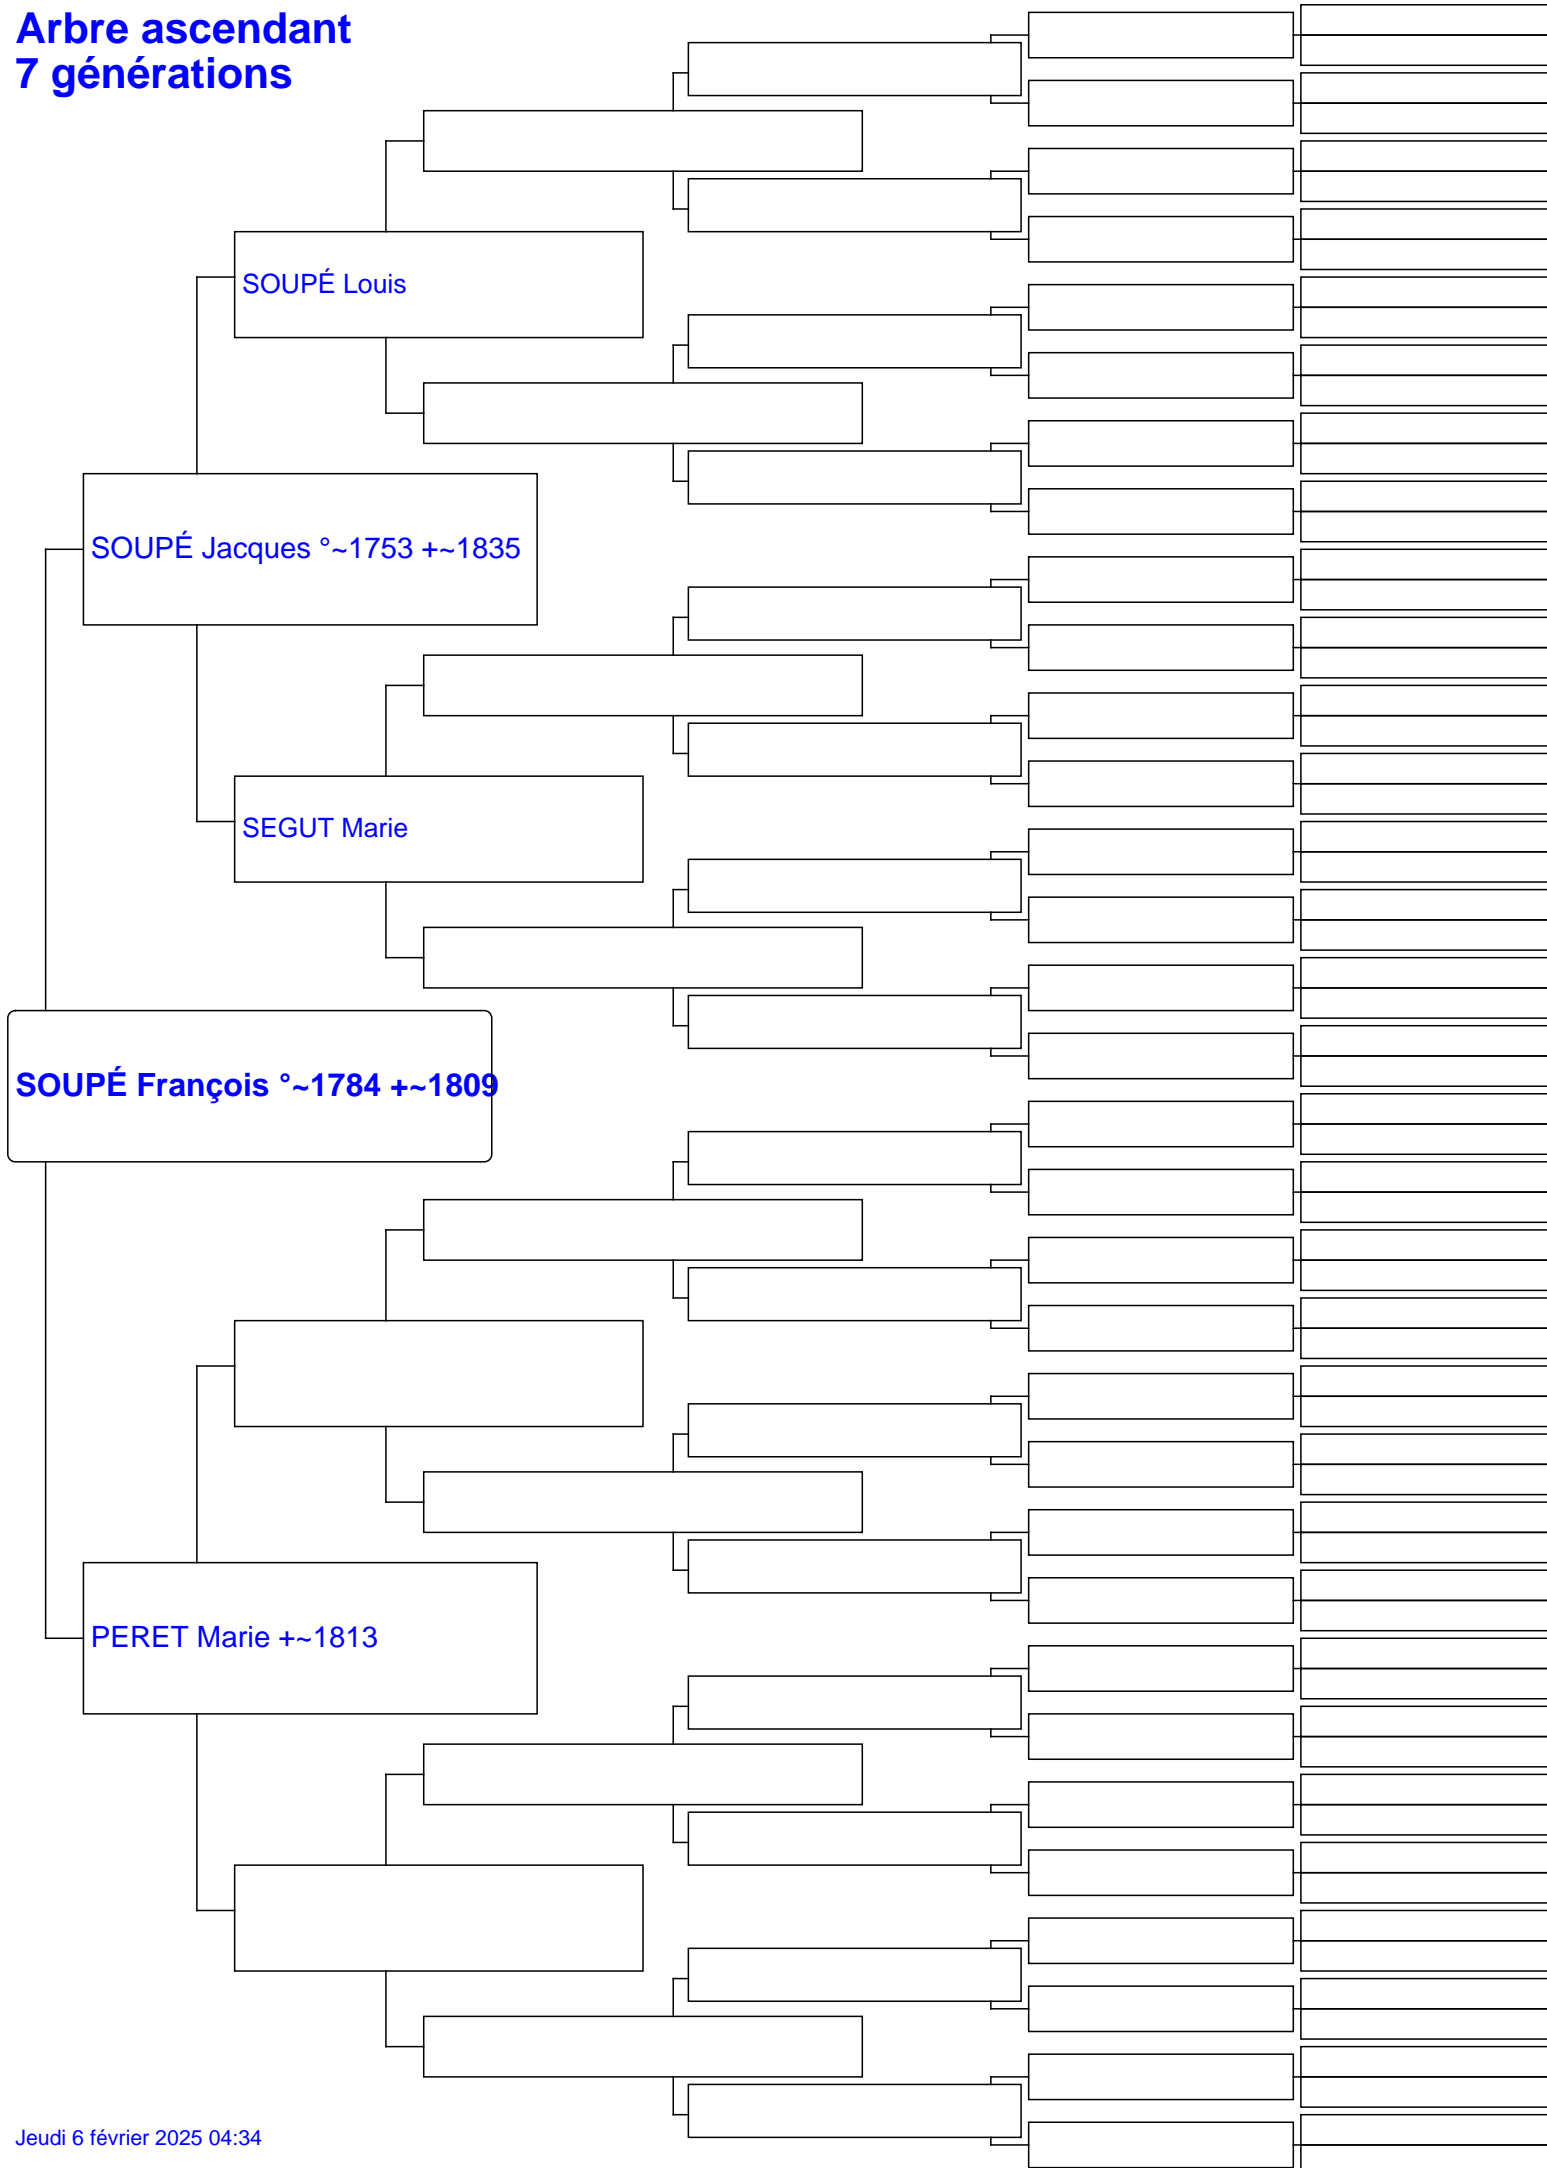 Arbre ascendant
7 générations
SOUPÉ Louis
SOUPÉ Jacques °~1753 +~1835
SEGUT Marie
SOUPÉ François °~1784 +~1809
PERET Marie +~1813
Jeudi 6 février 2025 04:34